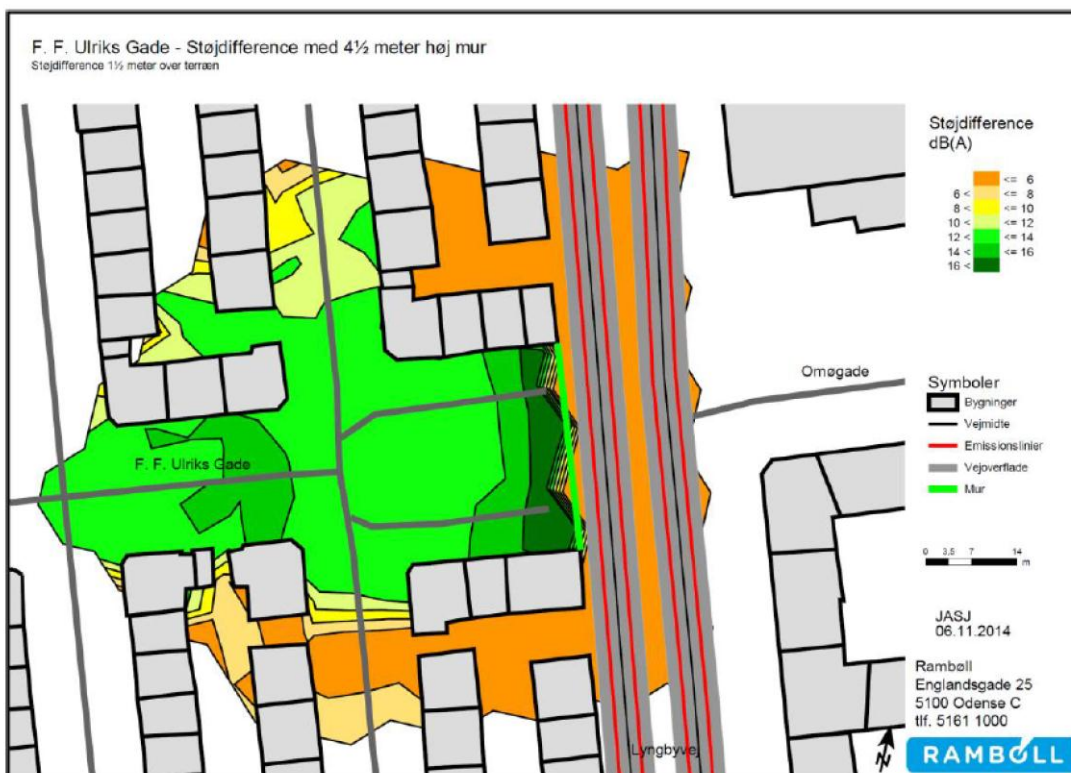 F. F. Ulriks Gade - Støjdifference med 4½ meter høj mur
Støjdifference 1½ meter over terræn
Støjdifference
dB(A)
<= 6
6 < <= 8
8 < <= 10
10 < <= 12
12 < <= 14
14 < <= 16
16 <
Omøgade
Symboler
Bygninger
Vejmidte
Emissionslinier
Vejoverflade
Mur
F. F. Ulriks Gade
0 3,5 7 14
m
JASJ
06.11.2014
Rambøll
Englandsgade 25
5100 Odense C
tlf. 5161 1000
Lyngbyvej
N
RAMBOLL